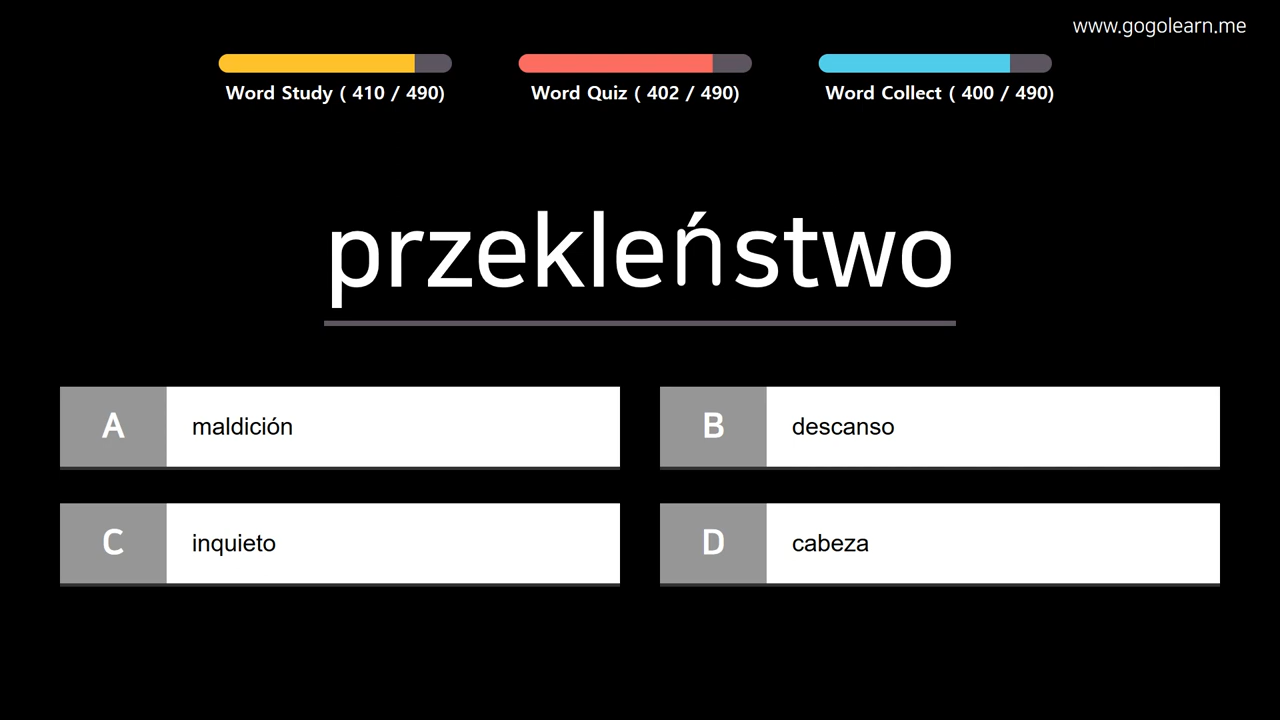 www.gogolearn.me
Word Study ( 410 / 490)
Word Quiz ( 402 / 490)
Word Collect ( 400 / 490)
przekleństwo
A maldición
B descanso
C inquieto
D cabeza